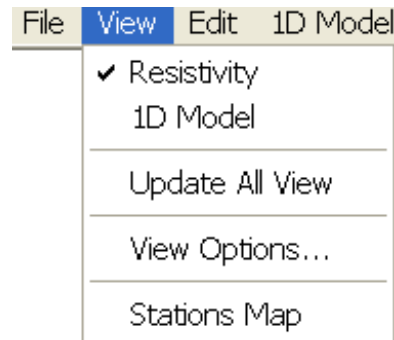 File View Edit 1D Model
✔ Resistivity
1D Model
Update All View
View Options...
Stations Map